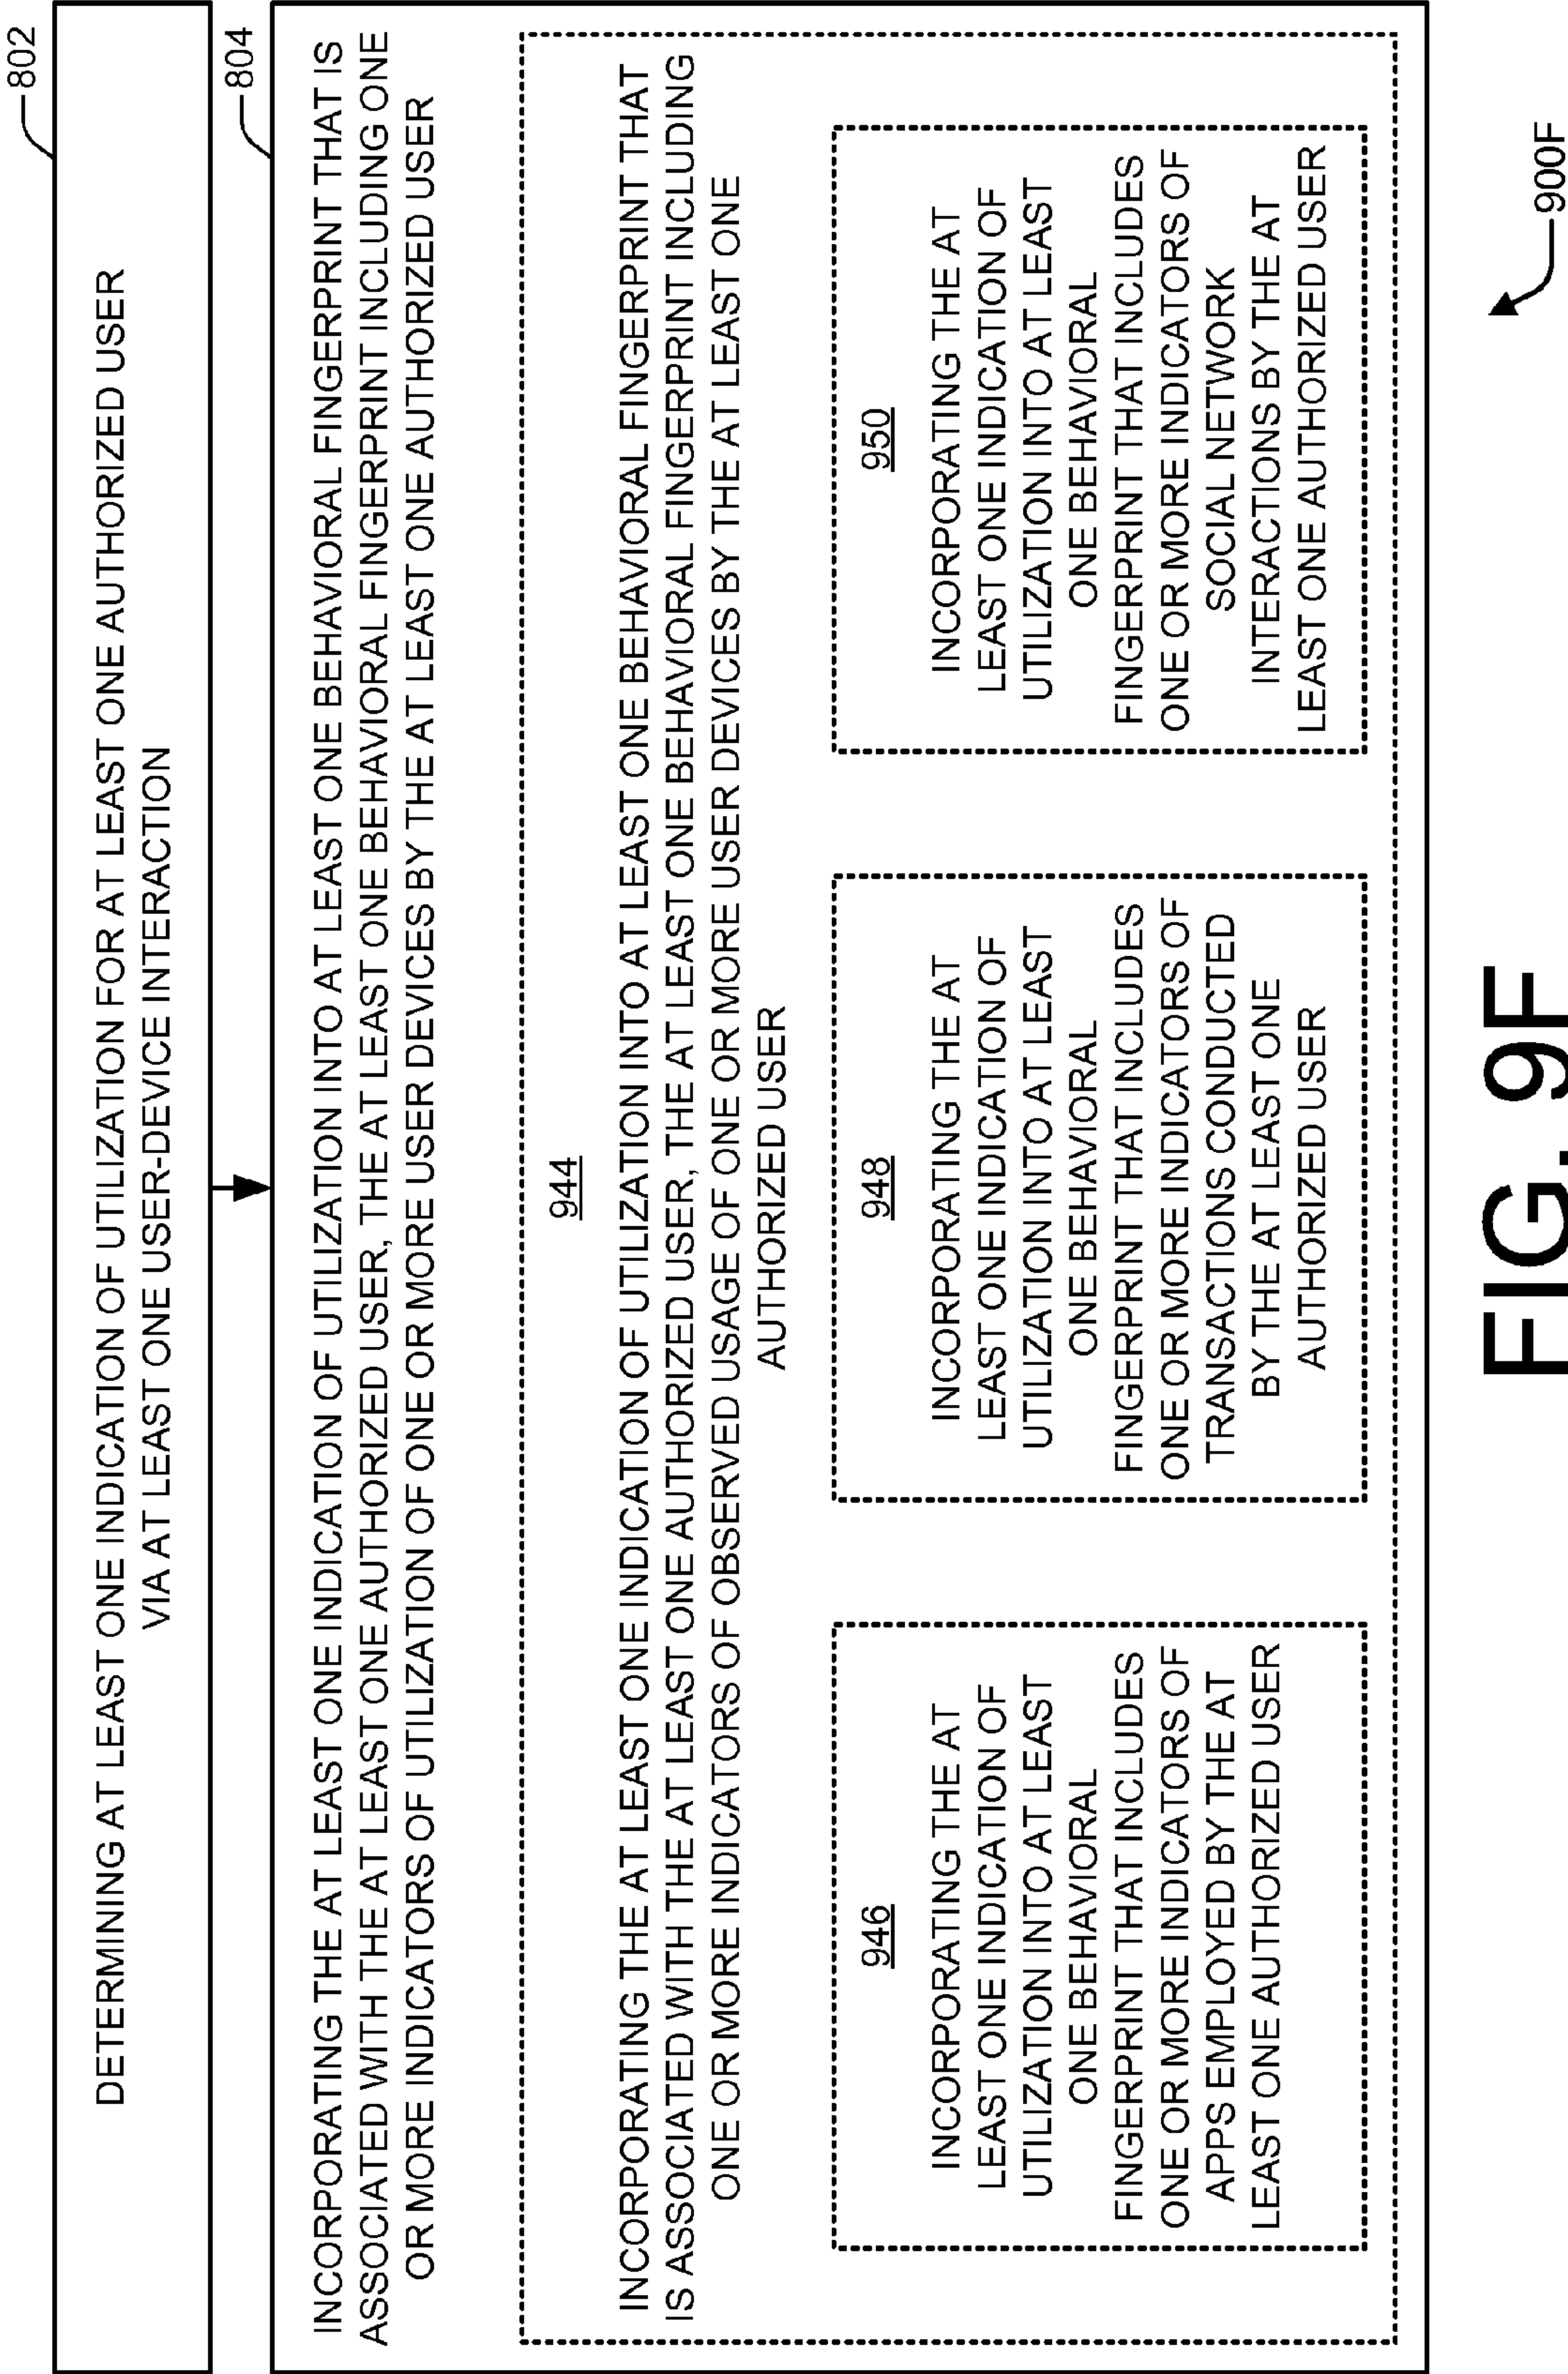 802
DETERMINING AT LEAST ONE INDICATION OF UTILIZATION FOR AT LEAST ONE AUTHORIZED USER
VIA AT LEAST ONE USER-DEVICE INTERACTION
804
INCORPORATING THE AT LEAST ONE INDICATION OF UTILIZATION INTO AT LEAST ONE BEHAVIORAL FINGERPRINT THAT IS
ASSOCIATED WITH THE AT LEAST ONE AUTHORIZED USER, THE AT LEAST ONE BEHAVIORAL FINGERPRINT INCLUDING ONE
OR MORE INDICATORS OF UTILIZATION OF ONE OR MORE USER DEVICES BY THE AT LEAST ONE AUTHORIZED USER
944
INCORPORATING THE AT LEAST ONE INDICATION OF UTILIZATION INTO AT LEAST ONE BEHAVIORAL FINGERPRINT THAT
IS ASSOCIATED WITH THE AT LEAST ONE AUTHORIZED USER, THE AT LEAST ONE BEHAVIORAL FINGERPRINT INCLUDING
ONE OR MORE INDICATORS OF OBSERVED USAGE OF ONE OR MORE USER DEVICES BY THE AT LEAST ONE
AUTHORIZED USER
946
INCORPORATING THE AT
LEAST ONE INDICATION OF
UTILIZATION INTO AT LEAST
ONE BEHAVIORAL
FINGERPRINT THAT INCLUDES
ONE OR MORE INDICATORS OF
APPS EMPLOYED BY THE AT
LEAST ONE AUTHORIZED USER
948
INCORPORATING THE AT
LEAST ONE INDICATION OF
UTILIZATION INTO AT LEAST
ONE BEHAVIORAL
FINGERPRINT THAT INCLUDES
ONE OR MORE INDICATORS OF
TRANSACTIONS CONDUCTED
BY THE AT LEAST ONE
AUTHORIZED USER
950
INCORPORATING THE AT
LEAST ONE INDICATION OF
UTILIZATION INTO AT LEAST
ONE BEHAVIORAL
FINGERPRINT THAT INCLUDES
ONE OR MORE INDICATORS OF
SOCIAL NETWORK
INTERACTIONS BY THE AT
LEAST ONE AUTHORIZED USER
900F
FIG. 9F